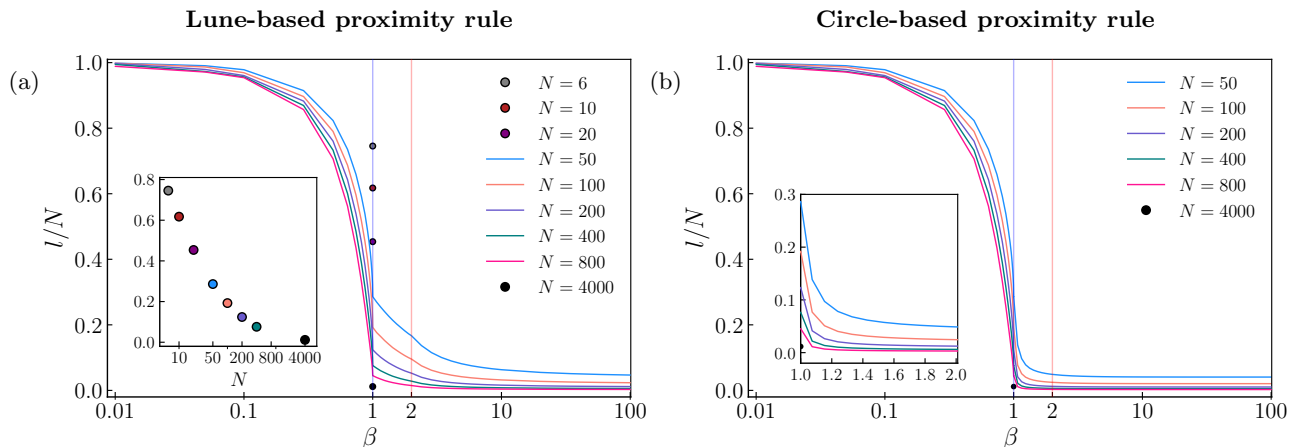 Lune-based proximity rule
Circle-based proximity rule
(a)
l/N
1.0
0.8
0.6
0.4
0.2
0.0
0.01
0.1
1
2
10
100
β
N = 6
N = 10
N = 20
N = 50
N = 100
N = 200
N = 400
N = 800
N = 4000
0.8
0.6
0.4
0.2
0.0
10
50
200
800
4000
N
(b)
l/N
1.0
0.8
0.6
0.4
0.2
0.0
0.01
0.1
1
2
10
100
β
N = 50
N = 100
N = 200
N = 400
N = 800
N = 4000
0.3
0.2
0.1
0.0
1.0
1.2
1.4
1.6
1.8
2.0